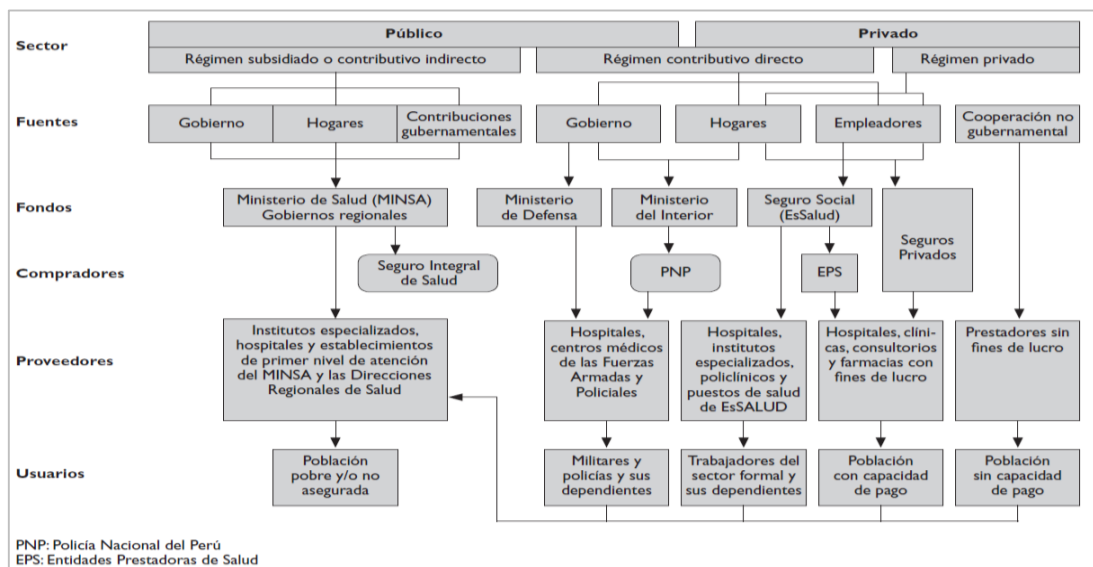 Sector
Público
Privado
Régimen subsidiado o contributivo indirecto
Régimen contributivo directo
Régimen privado
Fuentes
Gobierno
Hogares
Contribuciones
gubernamentales
Gobierno
Hogares
Empleadores
Cooperación no
gubernamental
Fondos
Ministerio de Salud (MINSA)
Gobiernos regionales
Ministerio
de Defensa
Ministerio
del Interior
Seguro Social
(EsSalud)
Seguros
Privados
Compradores
Seguro Integral
de Salud
PNP
EPS
Proveedores
Institutos especializados,
hospitales y establecimientos
de primer nivel de atención
del MINSA y las Direcciones
Regionales de Salud
Hospitales,
centros médicos
de las Fuerzas
Armadas y
Policiales
Hospitales,
institutos
especializados,
policlínicos y
puestos de salud
de EsSALUD
Hospitales, clíni-
cas, consultorios
y farmacias con
fines de lucro
Prestadores sin
fines de lucro
Usuarios
Población
pobre y/o no
asegurada
Militares y
policías y sus
dependientes
Trabajadores del
sector formal y
sus dependientes
Población
con capacidad
de pago
Población
sin capacidad
de pago
PNP: Policía Nacional del Perú
EPS: Entidades Prestadoras de Salud